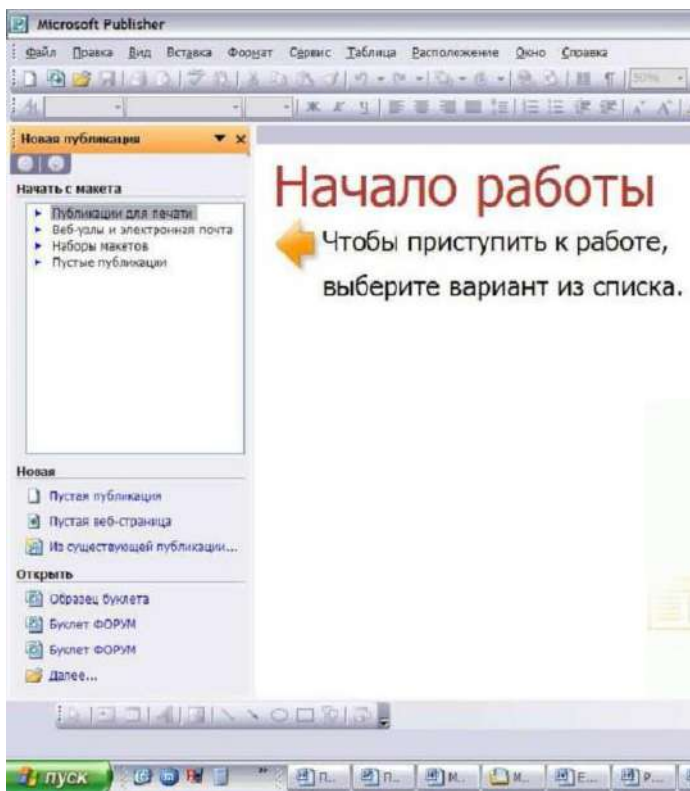 Microsoft Publisher
Файл Правка Вид Вставка Формат Сервис Таблица Расположение Окно Справка
50%
Ж К Ч
Новая публикация
Начать с макета
Публикации для печати
Веб-узлы и электронная почта
Наборы макетов
Пустые публикации
Начало работы
Чтобы приступить к работе,
выберите вариант из списка.
Новая
Пустая публикация
Пустая веб-страница
Из существующей публикации...
Открыть
Образец буклета
Буклет ФОРУМ
Буклет ФОРУМ
Далее...
пуск
П... П... М... М... Е... Р...